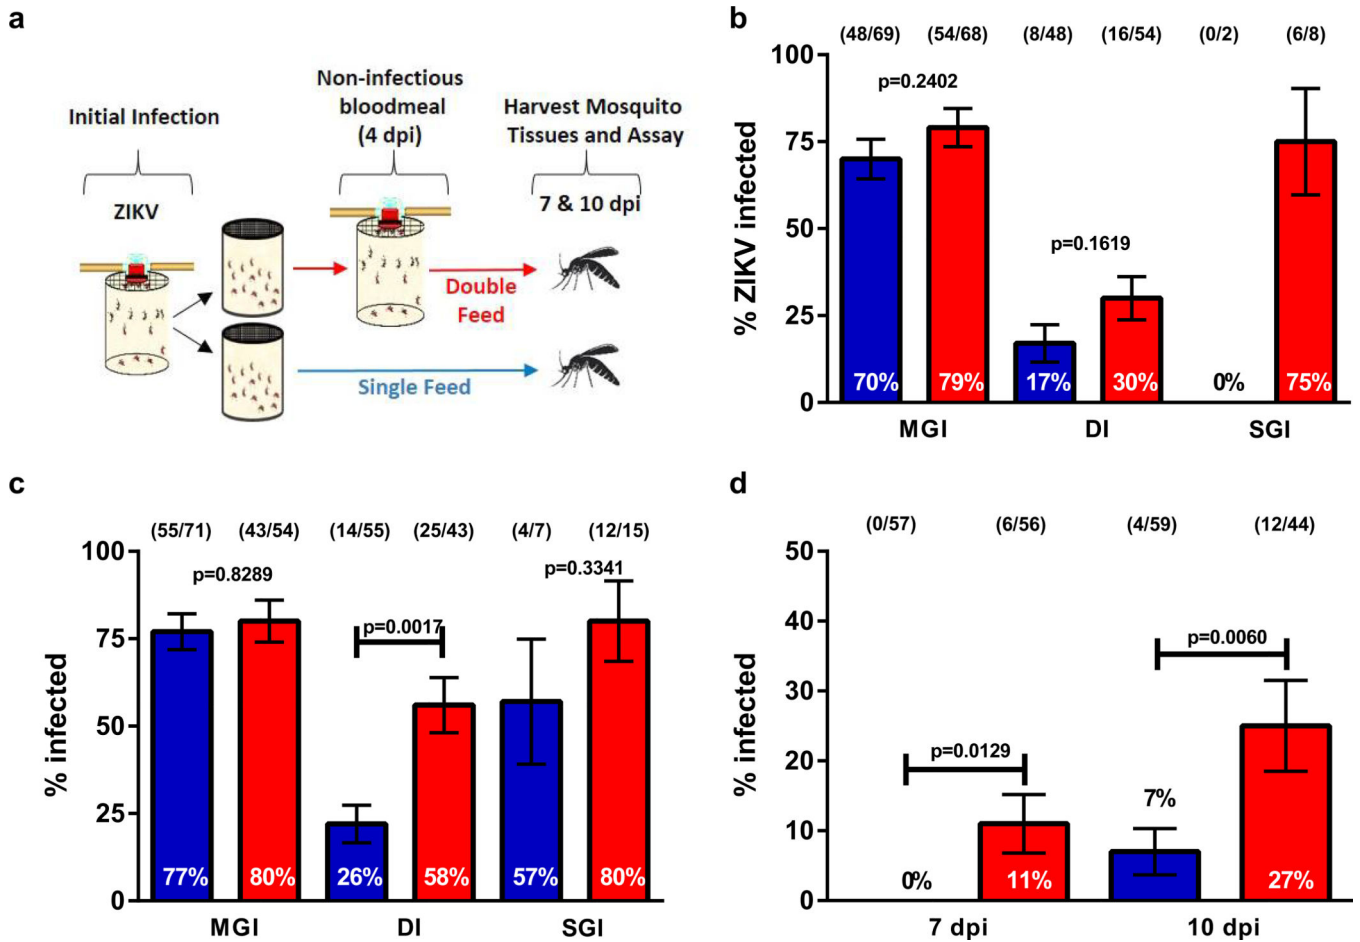 a
Initial Infection
Non-infectious
bloodmeal
(4 dpi)
Harvest Mosquito
Tissues and Assay
ZIKV
7 & 10 dpi
Double
Feed
Single Feed
b
(48/69) (54/68) (8/48) (16/54) (0/2) (6/8)
% ZIKV infected
100
75
50
25
0
p=0.2402
p=0.1619
70% 79% 17% 30% 0% 75%
MGI DI SGI
c
(55/71) (43/54) (14/55) (25/43) (4/7) (12/15)
% infected
100
75
50
25
0
p=0.8289
p=0.0017
p=0.3341
77% 80% 26% 58% 57% 80%
MGI DI SGI
d
(0/57) (6/56) (4/59) (12/44)
% infected
50
40
30
20
10
0
p=0.0129
p=0.0060
7%
0% 11% 27%
7 dpi 10 dpi